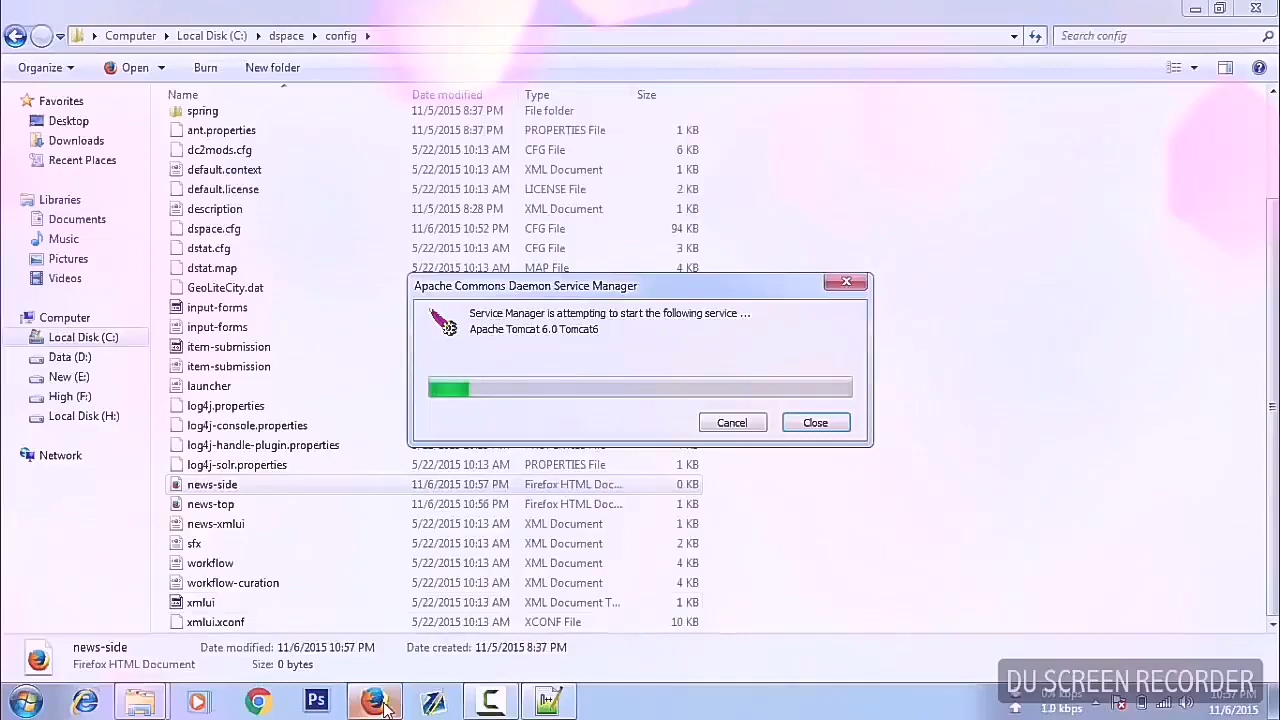 Computer Local Disk (C:) dspace config
Search config
Organize Open Burn New folder
Name Date modified Type Size
Favorites
Desktop
Downloads
Recent Places
Libraries
Documents
Music
Pictures
Videos
Computer
Local Disk (C:)
Data (D:)
New (E:)
High (F:)
Local Disk (H:)
Network
spring 11/5/2015 8:37 PM File folder
ant.properties 11/5/2015 8:37 PM PROPERTIES File 1 KB
dc2mods.cfg 5/22/2015 10:13 AM CFG File 6 KB
default.context 5/22/2015 10:13 AM XML Document 1 KB
default.license 5/22/2015 10:13 AM LICENSE File 2 KB
description 11/5/2015 8:28 PM XML Document 1 KB
dspace.cfg 11/6/2015 10:52 PM CFG File 94 KB
dstat.cfg 5/22/2015 10:13 AM CFG File 3 KB
dstat.map 5/22/2015 10:13 AM MAP File 4 KB
GeoLiteCity.dat
input-forms
input-forms
item-submission
item-submission
launcher
log4j.properties
log4j-console.properties
log4j-handle-plugin.properties
log4j-solr.properties 5/22/2015 10:13 AM PROPERTIES File 1 KB
news-side 11/6/2015 10:57 PM Firefox HTML Doc... 0 KB
news-top 11/6/2015 10:56 PM Firefox HTML Doc... 1 KB
news-xmlui 5/22/2015 10:13 AM XML Document 1 KB
sfx 5/22/2015 10:13 AM XML Document 2 KB
workflow 5/22/2015 10:13 AM XML Document 4 KB
workflow-curation 5/22/2015 10:13 AM XML Document 4 KB
xmlui 5/22/2015 10:13 AM XML Document T... 1 KB
xmlui.xconf 5/22/2015 10:13 AM XCONF File 10 KB
Apache Commons Daemon Service Manager
Service Manager is attempting to start the following service ...
Apache Tomcat 6.0 Tomcat6
Cancel Close
news-side Date modified: 11/6/2015 10:57 PM Date created: 11/5/2015 8:37 PM
Firefox HTML Document Size: 0 bytes
DU SCREEN RECORDER
Ps
1.0 kbps
10:57 PM
11/6/2015